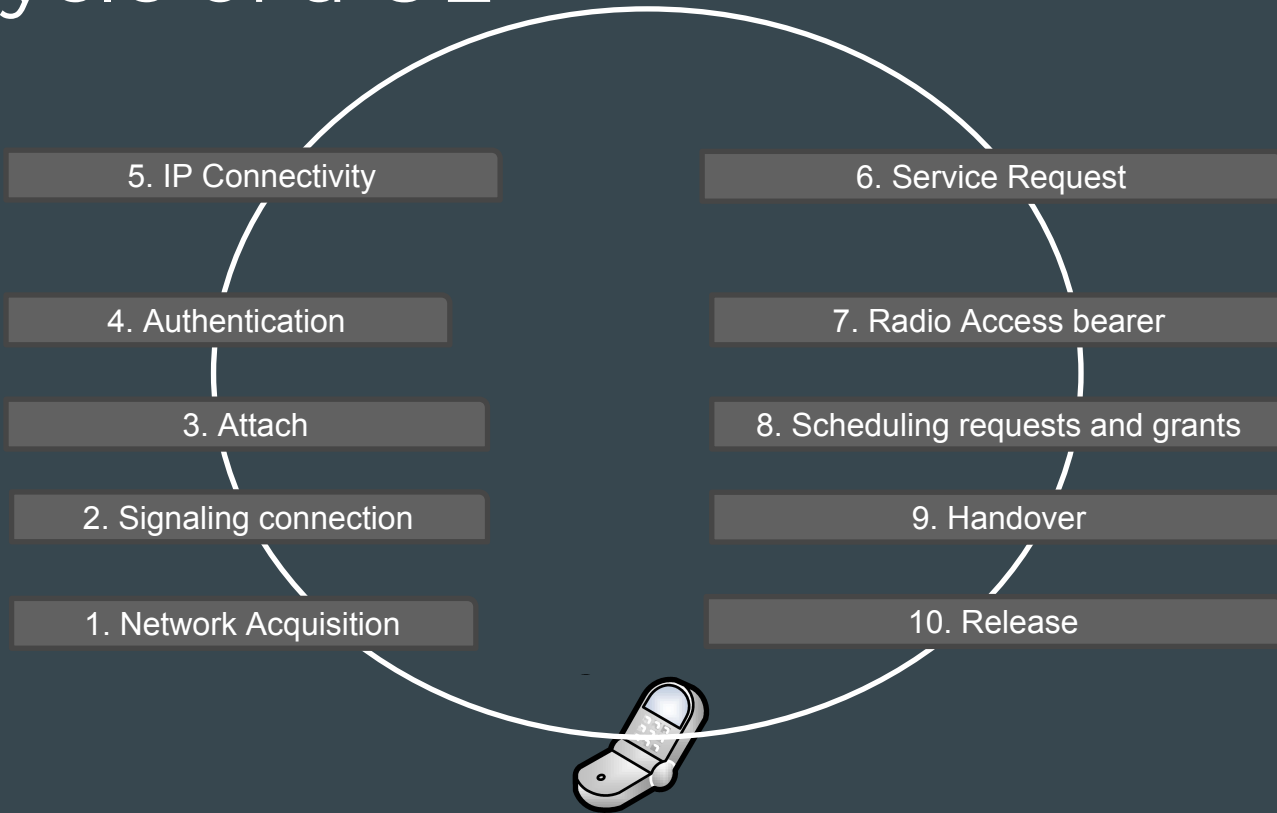 of a
5. IP Connectivity
6. Service Request
4. Authentication
7. Radio Access bearer
3. Attach
8. Scheduling requests and grants
2. Signaling connection
9. Handover
1. Network Acquisition
10. Release